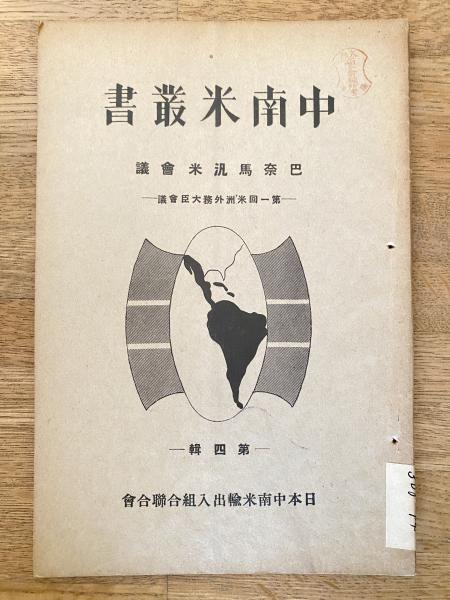 中南米叢書
巴奈馬汎米會議
—第一回米洲外務大臣會議—
—第四輯—
日本中南米輸出入組合聯合會